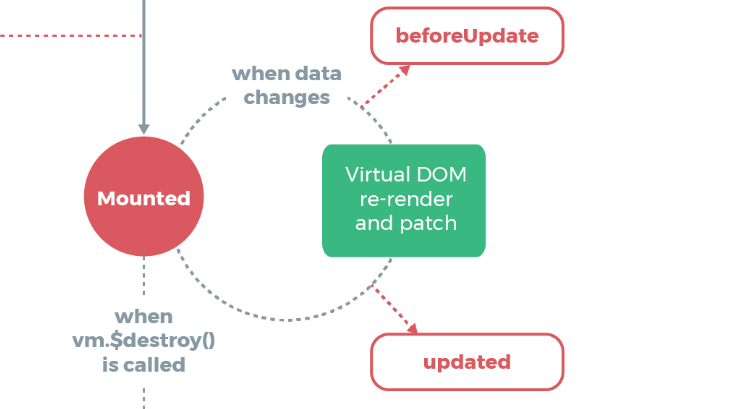 beforeUpdate
when data
changes
Virtual DOM
re-render
and patch
Mounted
when
vm.$destroy()
is called
updated